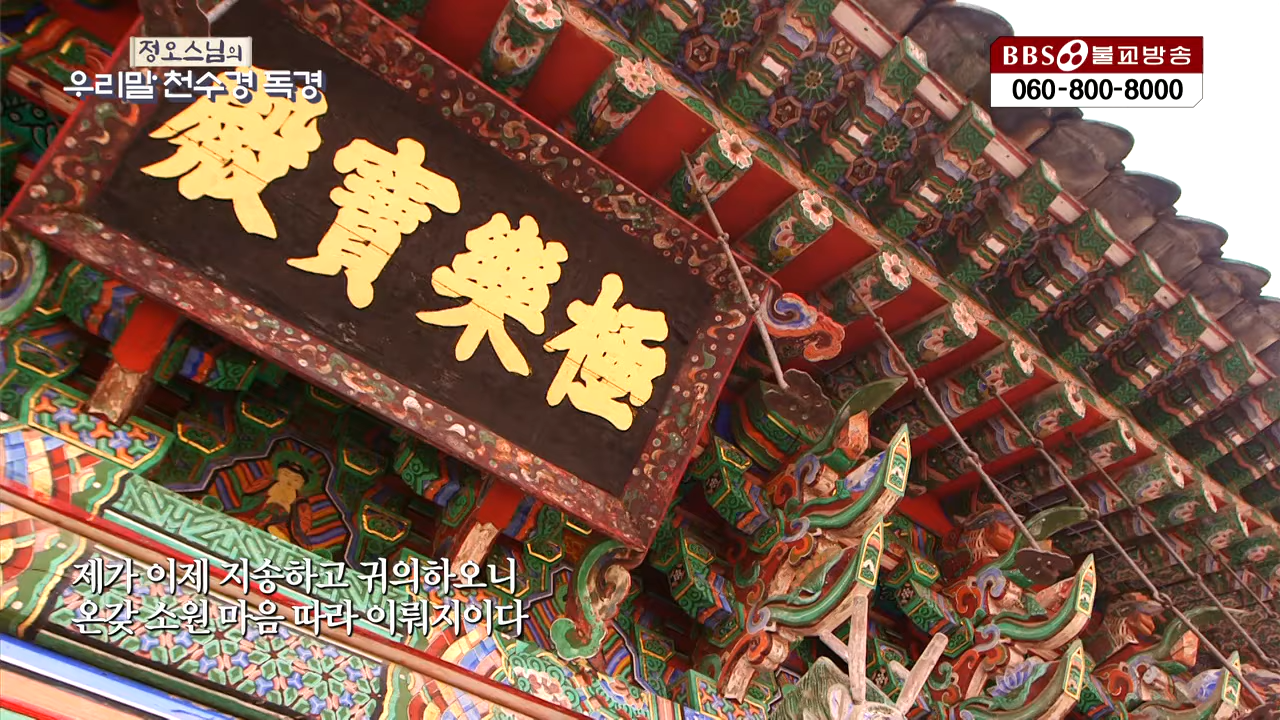 정오스님의
우리말 천수경 독경
BBS 불교방송
060-800-8000
極樂寶殿
제가 이제 지송하고 귀의하오니
온갖 소원 마음 따라 이뤄지이다